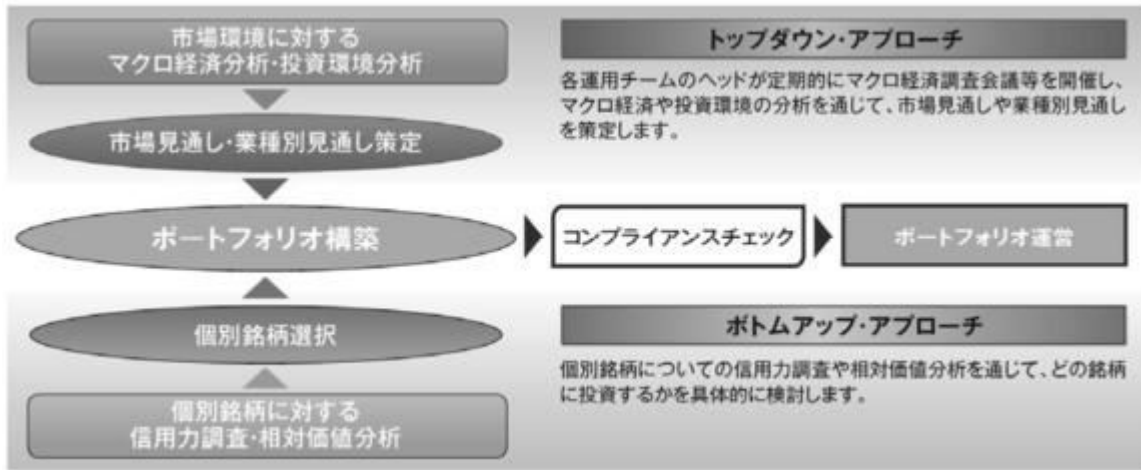 市場環境に対する
マクロ経済分析・投資環境分析
トップダウン・アプローチ
各運用チームのヘッドが定期的にマクロ経済調査会議等を開催し、
マクロ経済や投資環境の分析を通じて、市場見通しや業種別見通し
を策定します。
市場見通し・業種別見通し策定
ポートフォリオ構築
コンプライアンスチェック
ポートフォリオ運営
個別銘柄選択
ボトムアップ・アプローチ
個別銘柄についての信用力調査や相対価値分析を通じて、どの銘柄
に投資するかを具体的に検討します。
個別銘柄に対する
信用力調査・相対価値分析